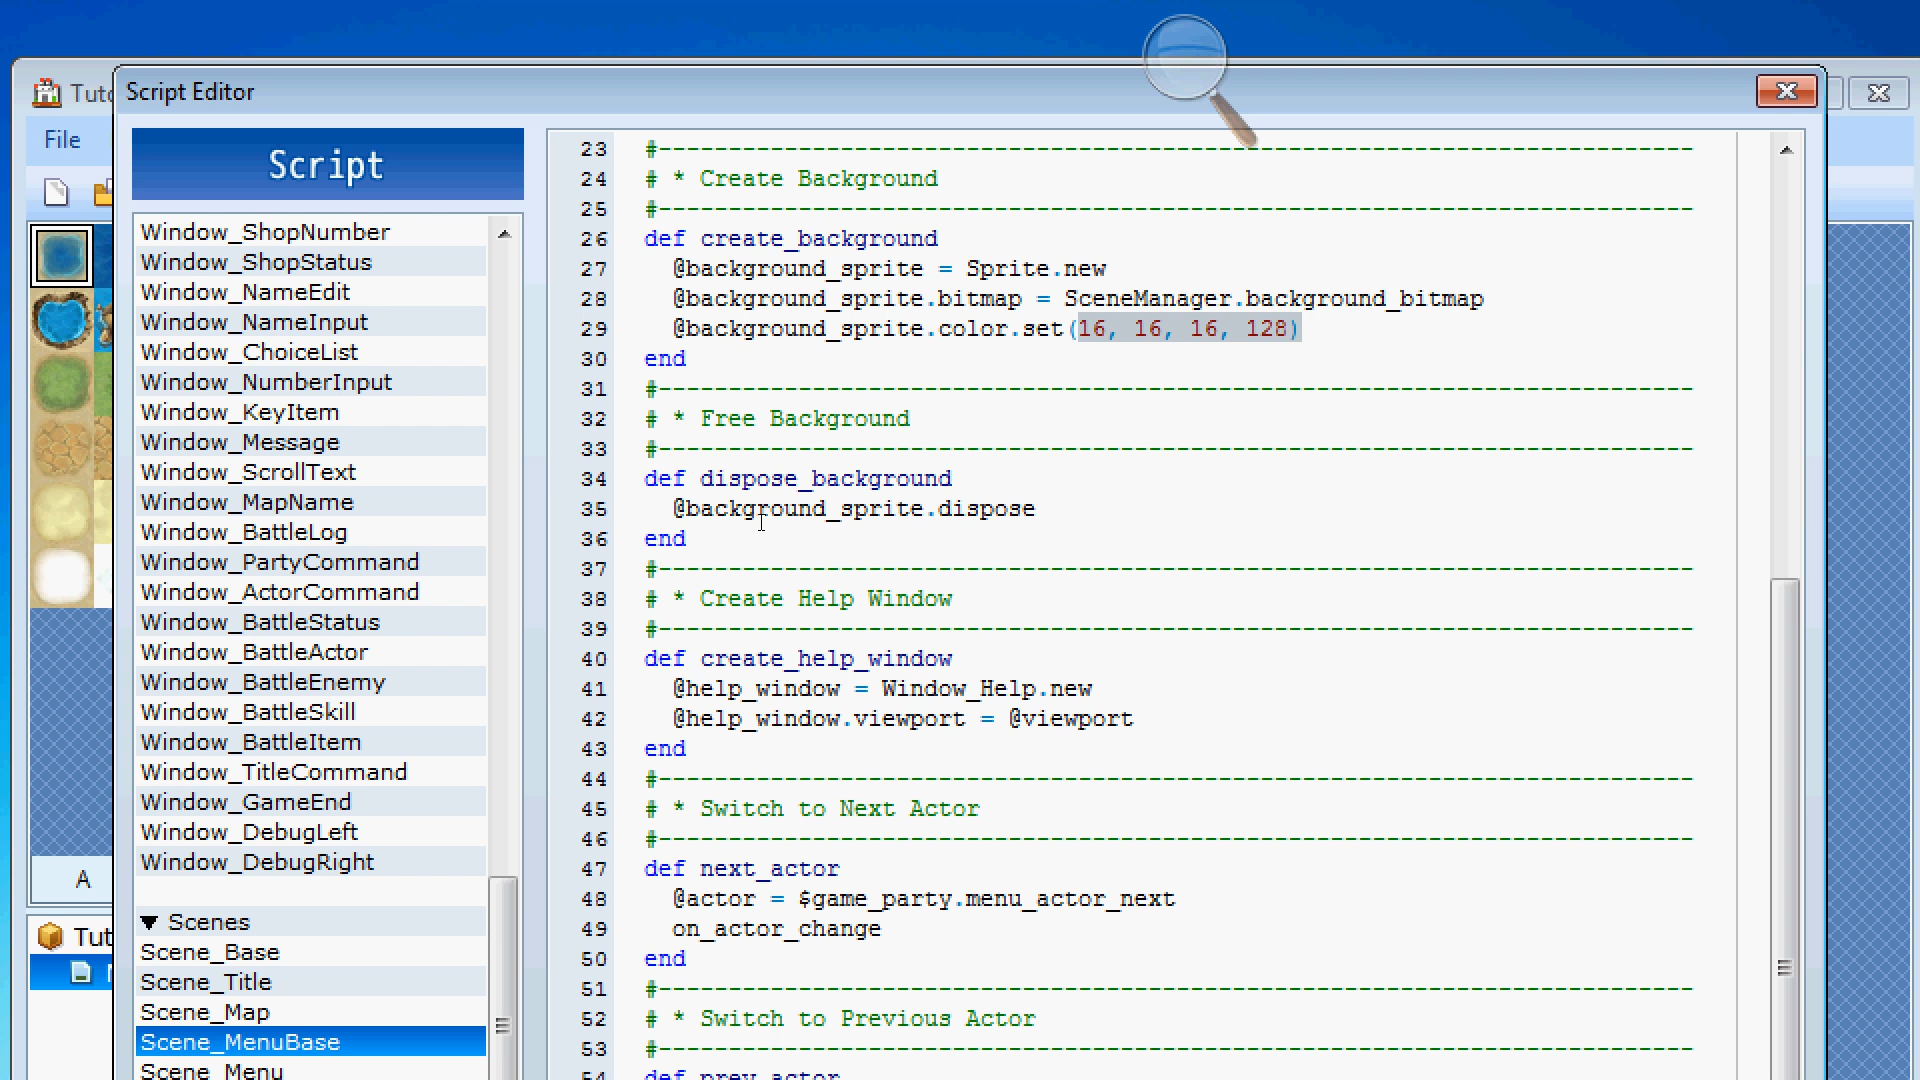 Script Editor
File
Script
Window_ShopNumber
Window_ShopStatus
Window_NameEdit
Window_NameInput
Window_ChoiceList
Window_NumberInput
Window_KeyItem
Window_Message
Window_ScrollText
Window_MapName
Window_BattleLog
Window_PartyCommand
Window_ActorCommand
Window_BattleStatus
Window_BattleActor
Window_BattleEnemy
Window_BattleSkill
Window_BattleItem
Window_TitleCommand
Window_GameEnd
Window_DebugLeft
Window_DebugRight
▼ Scenes
Scene_Base
Scene_Title
Scene_Map
Scene_MenuBase
Scene_Menu
A
23 #--------------------------------------------------------------------------
24 # * Create Background
25 #--------------------------------------------------------------------------
26 def create_background
27 @background_sprite = Sprite.new
28 @background_sprite.bitmap = SceneManager.background_bitmap
29 @background_sprite.color.set(16, 16, 16, 128)
30 end
31 #--------------------------------------------------------------------------
32 # * Free Background
33 #--------------------------------------------------------------------------
34 def dispose_background
35 @background_sprite.dispose
36 end
37 #--------------------------------------------------------------------------
38 # * Create Help Window
39 #--------------------------------------------------------------------------
40 def create_help_window
41 @help_window = Window_Help.new
42 @help_window.viewport = @viewport
43 end
44 #--------------------------------------------------------------------------
45 # * Switch to Next Actor
46 #--------------------------------------------------------------------------
47 def next_actor
48 @actor = $game_party.menu_actor_next
49 on_actor_change
50 end
51 #--------------------------------------------------------------------------
52 # * Switch to Previous Actor
53 #--------------------------------------------------------------------------
54 def prev_actor